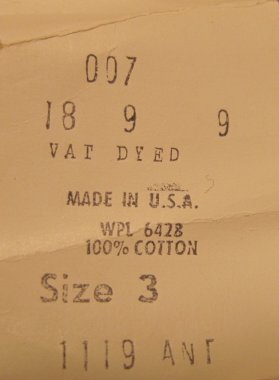 007
18 9 9
VAT DYED
MADE IN U.S.A.
WPL 6428
100% COTTON
Size 3
1119 ANT